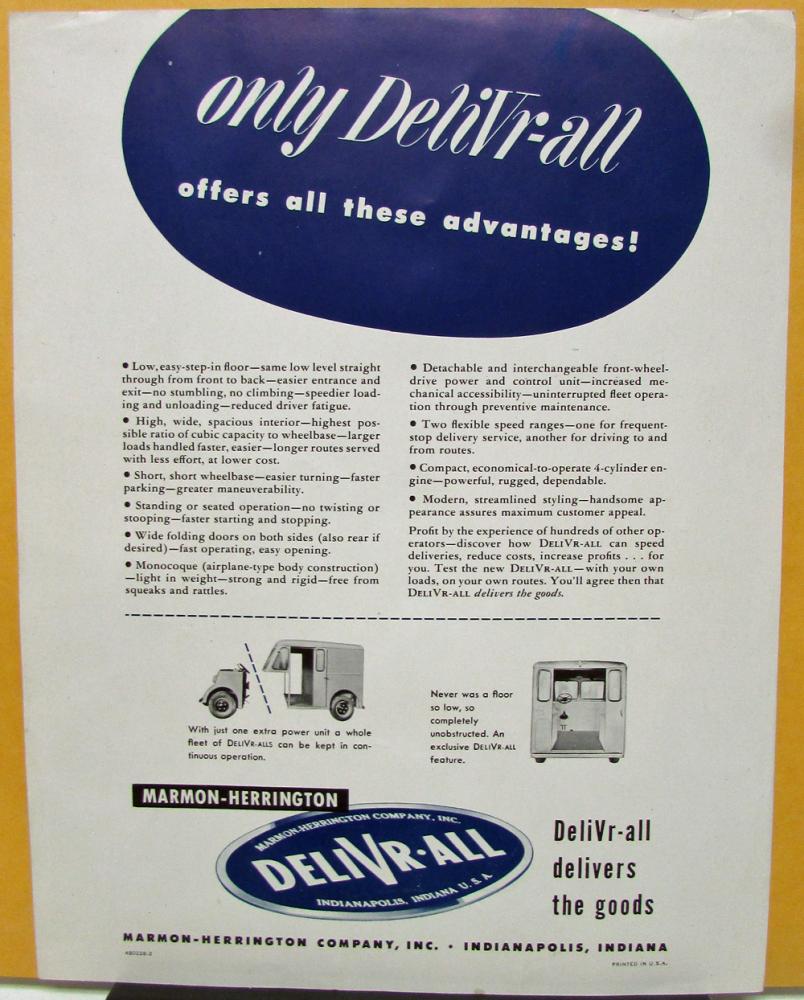 only DeliVr-all
offers all these advantages!
• Low, easy-step-in floor—same low level straight
through from front to back—easier entrance and
exit—no stumbling, no climbing—speedier load-
ing and unloading—reduced driver fatigue.
• High, wide, spacious interior—highest pos-
sible ratio of cubic capacity to wheelbase—larger
loads handled faster, easier—longer routes served
with less effort, at lower cost.
• Short, short wheelbase—easier turning—faster
parking—greater maneuverability.
• Standing or seated operation—no twisting or
stooping—faster starting and stopping.
• Wide folding doors on both sides (also rear if
desired)—fast operating, easy opening.
• Monocoque (airplane-type body construction)
—light in weight—strong and rigid—free from
squeaks and rattles.
• Detachable and interchangeable front-wheel-
drive power and control unit—increased me-
chanical accessibility—uninterrupted fleet opera-
tion through preventive maintenance.
• Two flexible speed ranges—one for frequent-
stop delivery service, another for driving to and
from routes.
• Compact, economical-to-operate 4-cylinder en-
gine—powerful, rugged, dependable.
• Modern, streamlined styling—handsome ap-
pearance assures maximum customer appeal.
Profit by the experience of hundreds of other op-
erators—discover how DELIVR-ALL can speed
deliveries, reduce costs, increase profits . . . for
you. Test the new DELIVR-ALL—with your own
loads, on your own routes. You'll agree then that
DELIVR-ALL delivers the goods.
With just one extra power unit a whole
fleet of DELIVR-ALLS can be kept in con-
tinuous operation.
Never was a floor
so low, so
completely
unobstructed. An
exclusive DELIVR-ALL
feature.
MARMON-HERRINGTON
MARMON-HERRINGTON COMPANY, INC.
DELIVR-ALL
INDIANAPOLIS, INDIANA U. S. A.
DeliVr-all
delivers
the goods
MARMON-HERRINGTON COMPANY, INC. • INDIANAPOLIS, INDIANA
PRINTED IN U.S.A.